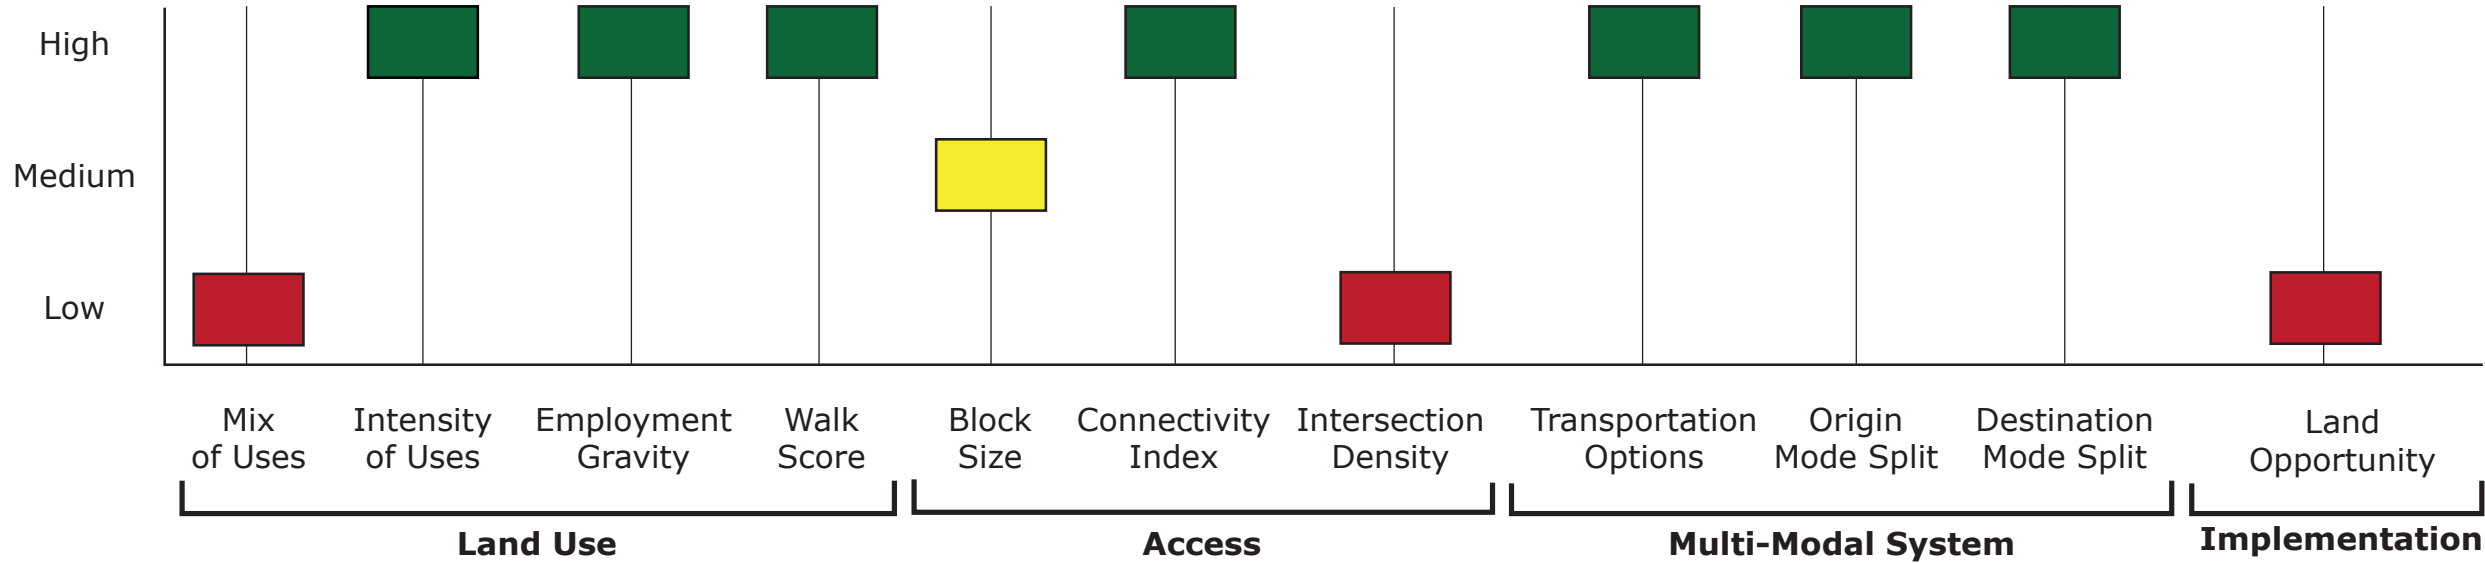 High
Medium
Low
Mix
of Uses
Intensity
of Uses
Employment
Gravity
Walk
Score
Block
Size
Connectivity
Index
Intersection
Density
Transportation
Options
Origin
Mode Split
Destination
Mode Split
Land
Opportunity
Land Use
Access
Multi-Modal System
Implementation